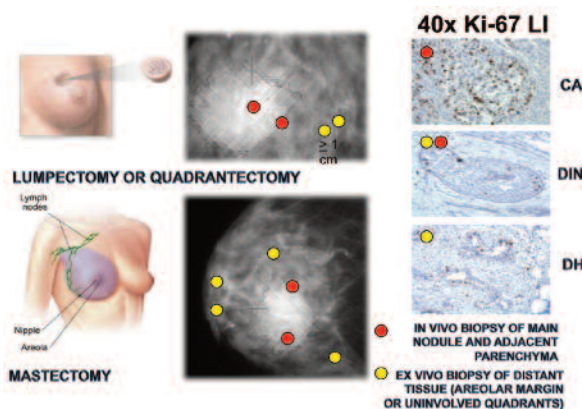 40x Ki-67 LI
CA
≥ 1
cm
DIN
LUMPECTOMY OR QUADRANTECTOMY
Lymph
nodes
DH
Nipple
Areola
MASTECTOMY
IN VIVO BIOPSY OF MAIN
NODULE AND ADJACENT
PARENCHYMA
EX VIVO BIOPSY OF DISTANT
TISSUE (AREOLAR MARGIN
OR UNINVOLVED QUADRANTS)